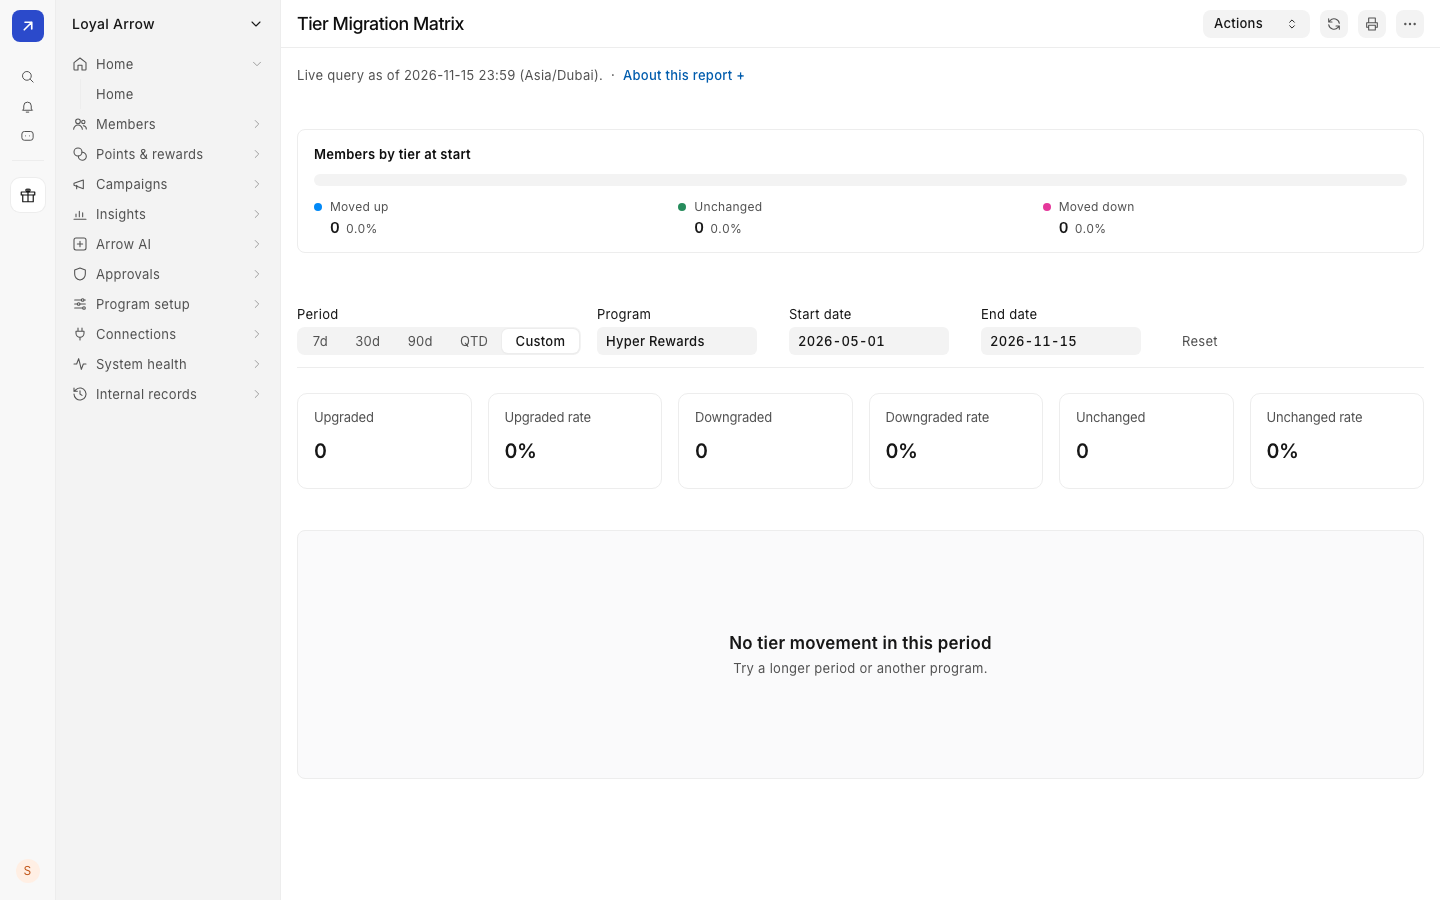 Loyal Arrow
Home
Home
Members
Points & rewards
Campaigns
Insights
Arrow AI
Approvals
Program setup
Connections
System health
Internal records
S
Tier Migration Matrix
Actions
Live query as of 2026-11-15 23:59 (Asia/Dubai). · About this report +
Members by tier at start
Moved up
0 0.0%
Unchanged
0 0.0%
Moved down
0 0.0%
Period
7d 30d 90d QTD Custom
Program
Hyper Rewards
Start date
2026-05-01
End date
2026-11-15
Reset
Upgraded
0
Upgraded rate
0%
Downgraded
0
Downgraded rate
0%
Unchanged
0
Unchanged rate
0%
No tier movement in this period
Try a longer period or another program.